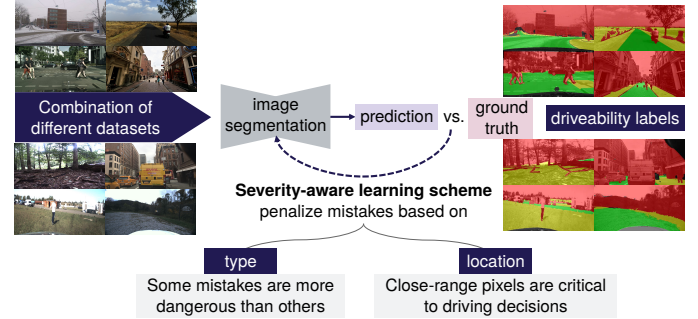 Combination of
different datasets
image
segmentation
prediction
vs.
ground
truth
driveability labels
Severity-aware learning scheme
penalize mistakes based on
type
location
Some mistakes are more
dangerous than others
Close-range pixels are critical
to driving decisions